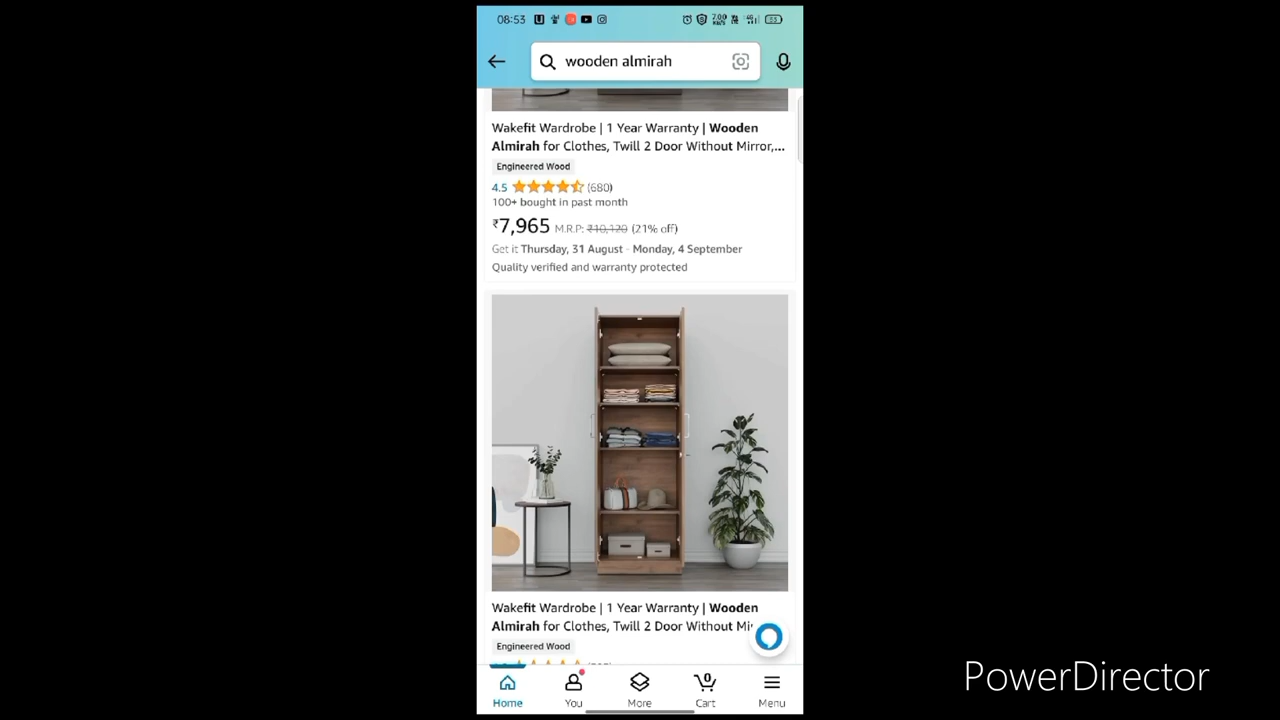 08:53
wooden almirah
Wakefit Wardrobe | 1 Year Warranty | Wooden
Almirah for Clothes, Twill 2 Door Without Mirror,...
Engineered Wood
4.5 (680)
100+ bought in past month
₹7,965 M.R.P: ₹10,120 (21% off)
Get it Thursday, 31 August - Monday, 4 September
Quality verified and warranty protected
Wakefit Wardrobe | 1 Year Warranty | Wooden
Almirah for Clothes, Twill 2 Door Without Mir
Engineered Wood
Home You More 0 Cart Menu
PowerDirector